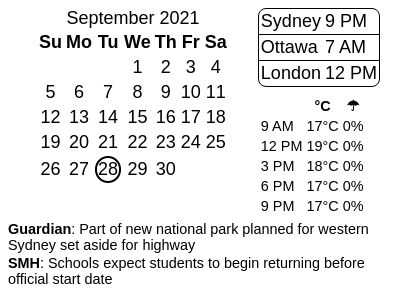 September 2021
Su Mo Tu We Th Fr Sa
1 2 3 4
5 6 7 8 9 10 11
12 13 14 15 16 17 18
19 20 21 22 23 24 25
26 27 28 29 30
Sydney 9 PM
Ottawa 7 AM
London 12 PM
°C ☂
9 AM 17°C 0%
12 PM 19°C 0%
3 PM 18°C 0%
6 PM 17°C 0%
9 PM 17°C 0%
Guardian: Part of new national park planned for western
Sydney set aside for highway
SMH: Schools expect students to begin returning before
official start date